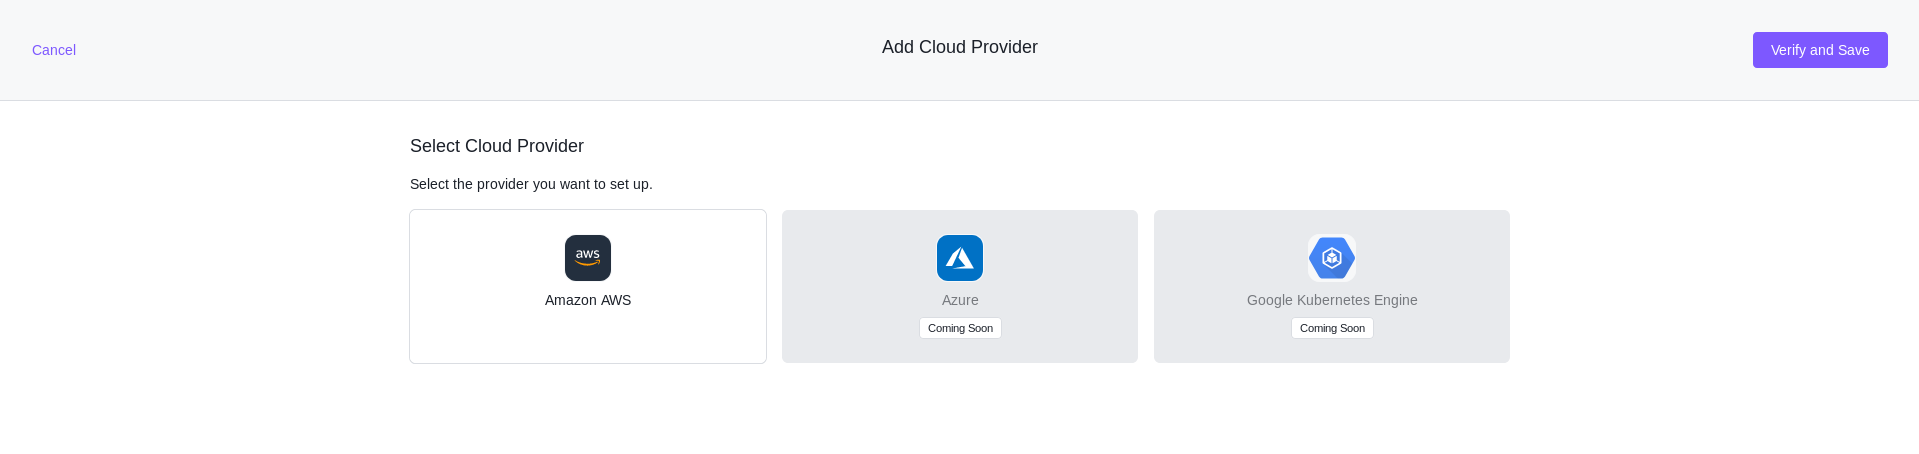 Cancel
Add Cloud Provider
Verify and Save
Select Cloud Provider
Select the provider you want to set up.
aws
Amazon AWS
Azure
Coming Soon
Google Kubernetes Engine
Coming Soon